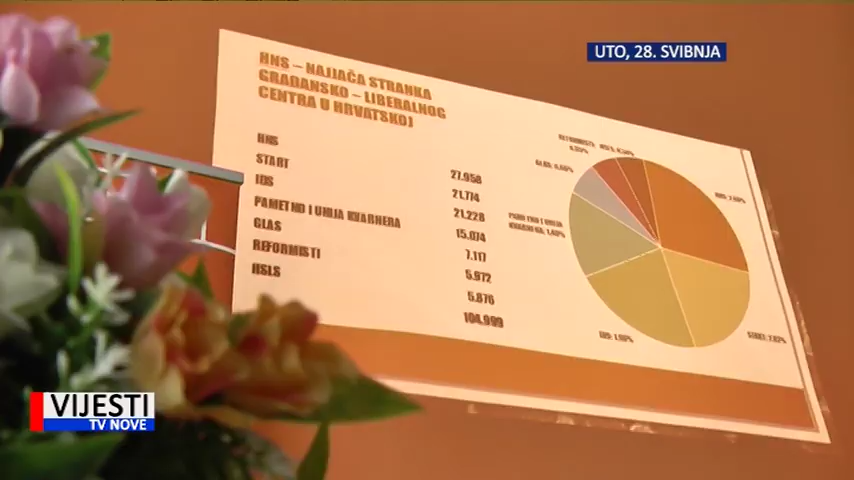 UTO, 28. SVIBNJA
HNS – NAJJAČA STRANKA
GRAĐANSKO – LIBERALNOG
CENTRA U HRVATSKOJ
HNS 27.958
START 21.774
IDS 21.228
PAMETNO I UNIJA KVARNERA 15.074
GLAS 7.117
REFORMISTI 5.972
HSLS 5.876
104.999
VIJESTI
TV NOVE